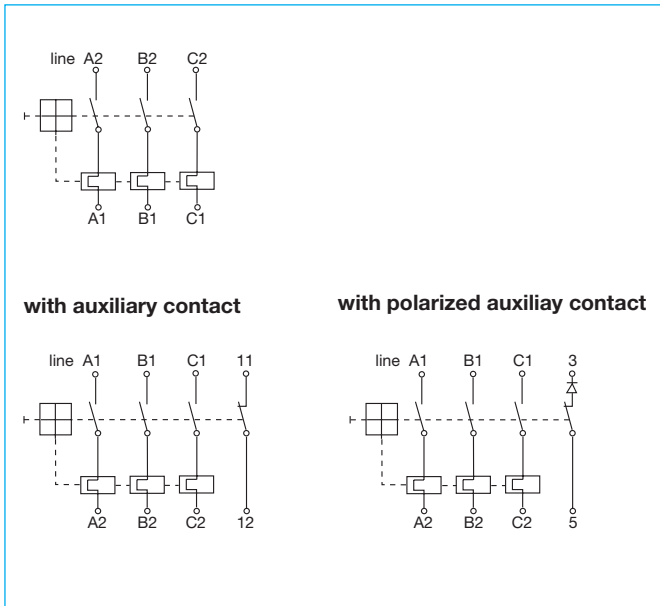 line A2 B2 C2
A1 B1 C1
with auxiliary contact
line A1 B1 C1 11
A2 B2 C2 12
with polarized auxiliay contact
line A1 B1 C1 3
A2 B2 C2 5